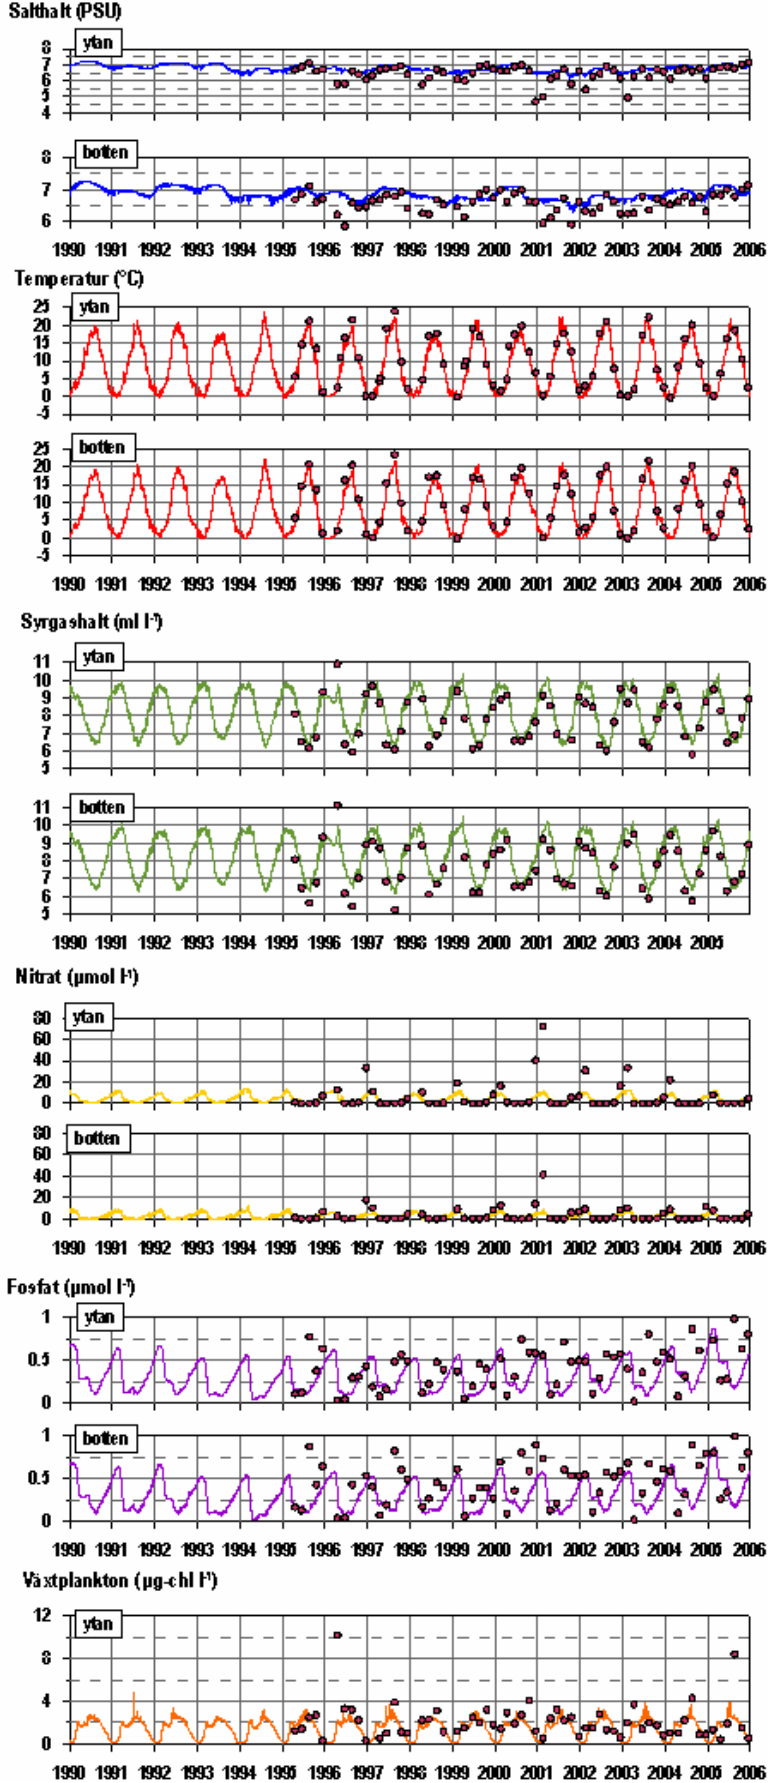 Salthalt (PSU)
ytan
8
7
6
5
4
botten
8
7
6
1990 1991 1992 1993 1994 1995 1996 1997 1998 1999 2000 2001 2002 2003 2004 2005 2006
Temperatur (°C)
ytan
25
20
15
10
5
0
-5
botten
25
20
15
10
5
0
-5
1990 1991 1992 1993 1994 1995 1996 1997 1998 1999 2000 2001 2002 2003 2004 2005 2006
Syrgashalt (ml l⁻¹)
ytan
11
10
9
8
7
6
5
botten
11
10
9
8
7
6
5
1990 1991 1992 1993 1994 1995 1996 1997 1998 1999 2000 2001 2002 2003 2004 2005
Nitrat (µmol l⁻¹)
ytan
80
60
40
20
0
botten
80
60
40
20
0
1990 1991 1992 1993 1994 1995 1996 1997 1998 1999 2000 2001 2002 2003 2004 2005 2006
Fosfat (µmol l⁻¹)
ytan
1
0.5
0
botten
1
0.5
0
1990 1991 1992 1993 1994 1995 1996 1997 1998 1999 2000 2001 2002 2003 2004 2005 2006
Växtplankton (µg-chl l⁻¹)
ytan
12
8
4
0
1990 1991 1992 1993 1994 1995 1996 1997 1998 1999 2000 2001 2002 2003 2004 2005 2006